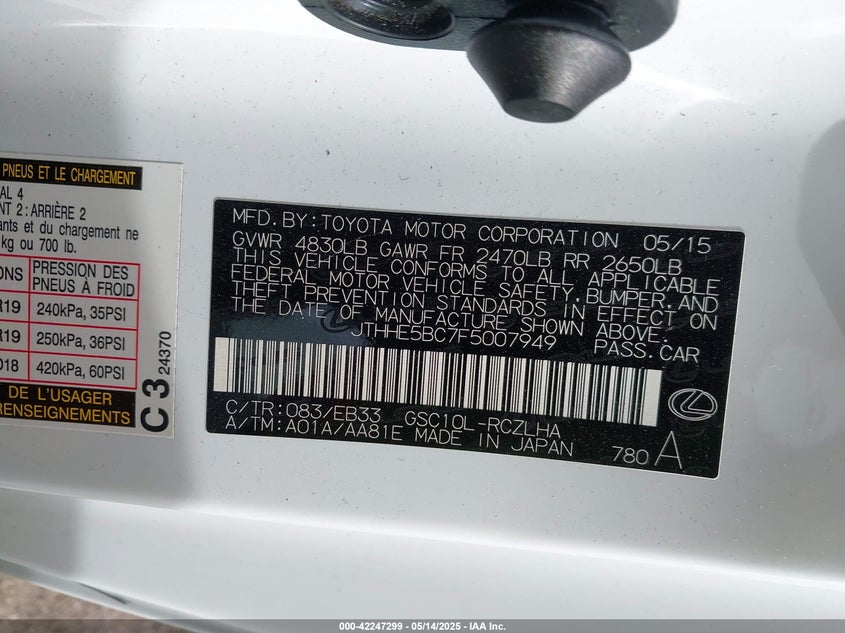 PNEUS ET LE CHARGEMENT
AL 4
NT 2 : ARRIÈRE 2
ants et du chargement ne
kg ou 700 lb.
ONS PRESSION DES
PNEUS À FROID
R19 240kPa, 35PSI
R19 250kPa, 36PSI
D18 420kPa, 60PSI
DE L'USAGER
RENSEIGNEMENTS
C 3 24370
MFD. BY: TOYOTA MOTOR CORPORATION 05/15
GVWR 4830LB GAWR FR 2470LB RR 2650LB
THIS VEHICLE CONFORMS TO ALL APPLICABLE
FEDERAL MOTOR VEHICLE SAFETY, BUMPER, AND
THEFT PREVENTION STANDARDS IN EFFECT ON
THE DATE OF MANUFACTURE SHOWN ABOVE.
JTHHE5BC7F5007949 PASS. CAR
C/TR: 083/EB33 GSC10L-RCZLHA
A/TM: A01A/AA81E MADE IN JAPAN 780 A
000-42247299 - 05/14/2025 - IAA Inc.